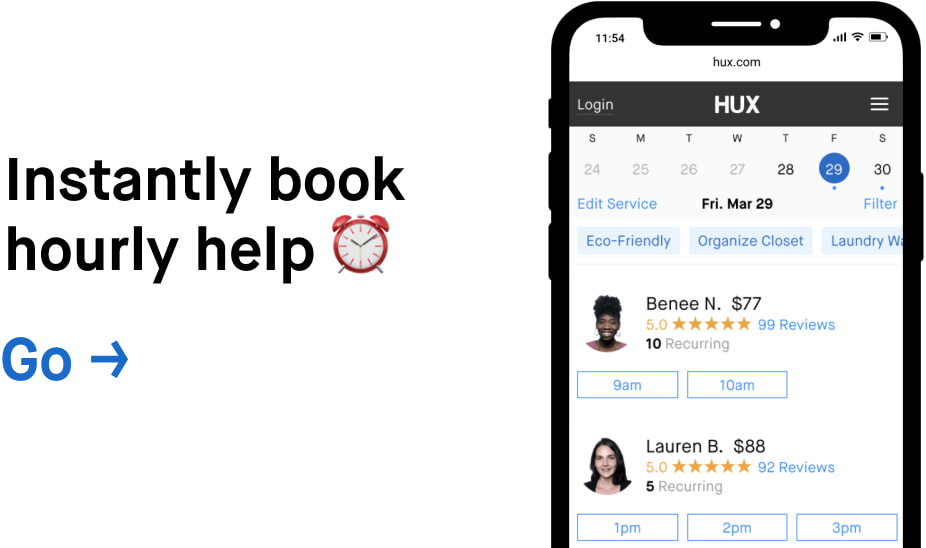 Instantly book
hourly help
Go →
11:54
hux.com
Login HUX
S M T W T F S
24 25 26 27 28 29 30
Edit Service Fri. Mar 29 Filter
Eco-Friendly Organize Closet Laundry Wa
Benee N. $77
5.0 ★★★★★ 99 Reviews
10 Recurring
9am 10am
Lauren B. $88
5.0 ★★★★★ 92 Reviews
5 Recurring
1pm 2pm 3pm